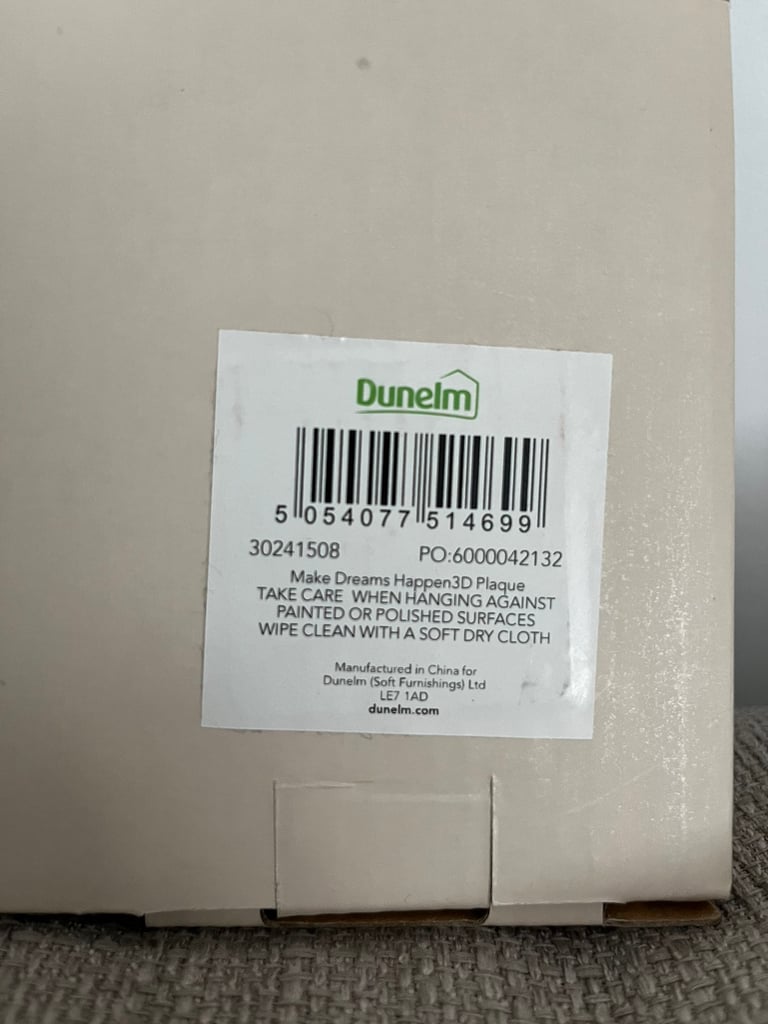 Dunelm
5 054077 514699
30241508 PO:6000042132
Make Dreams Happen3D Plaque
TAKE CARE WHEN HANGING AGAINST
PAINTED OR POLISHED SURFACES
WIPE CLEAN WITH A SOFT DRY CLOTH
Manufactured in China for
Dunelm (Soft Furnishings) Ltd
LE7 1AD
dunelm.com